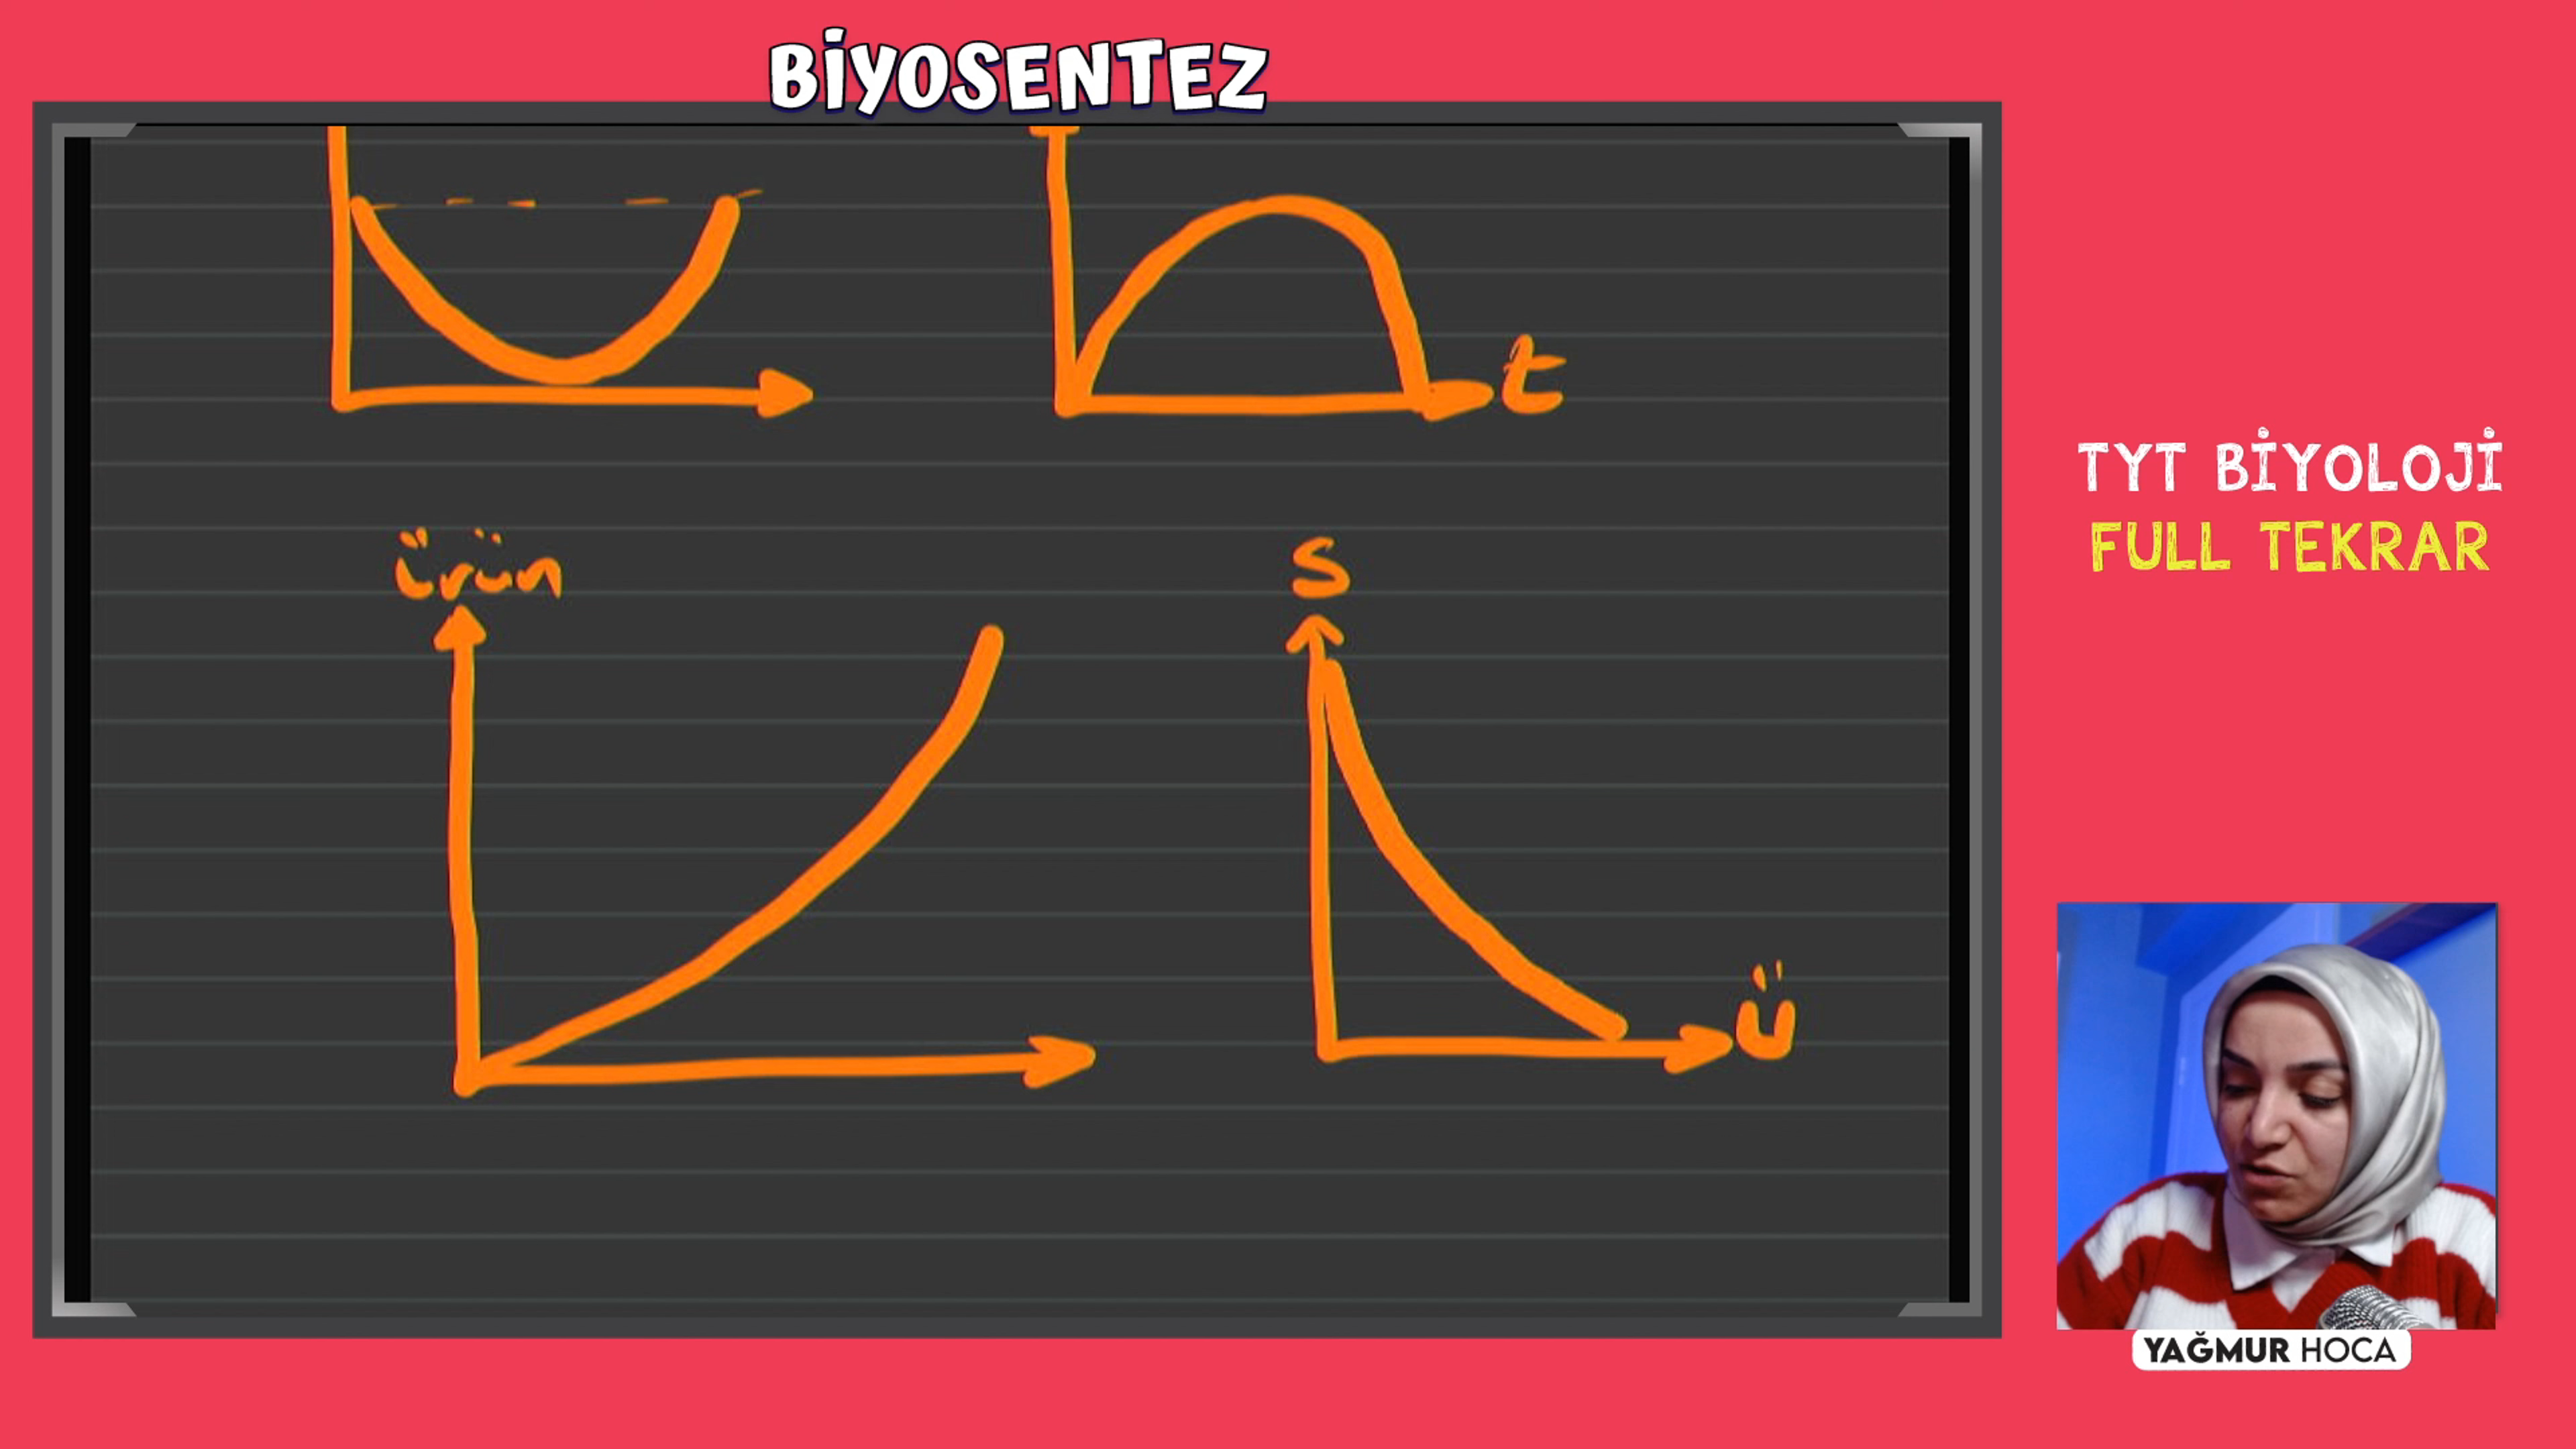 BİYOSENTEZ
t
ürün
S
ü
TYT BİYOLOJİ
FULL TEKRAR
YAĞMUR HOCA